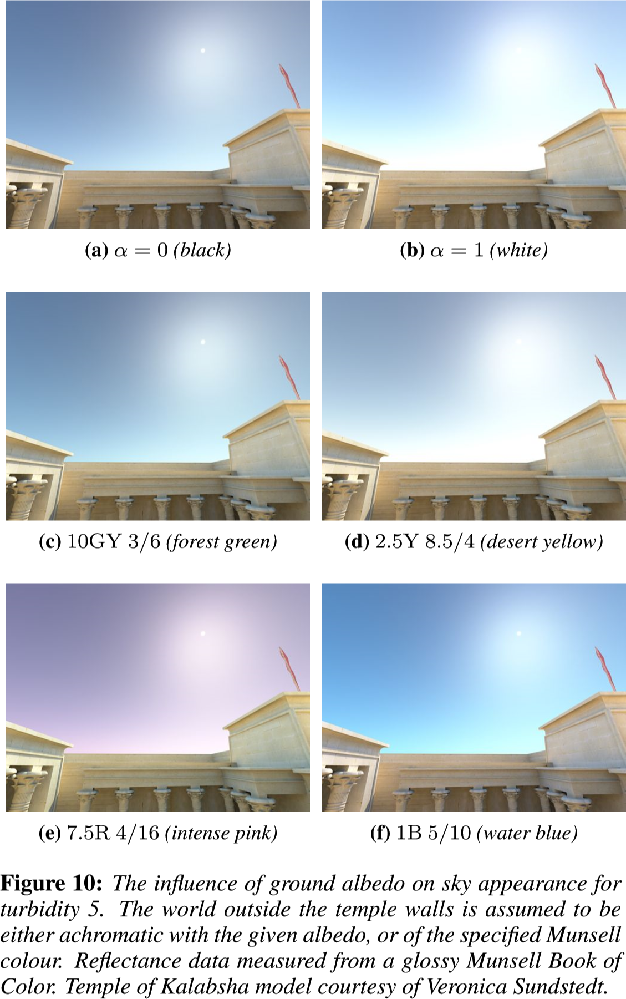 (a) α = 0 (black)
(b) α = 1 (white)
(c) 10GY 3/6 (forest green)
(d) 2.5Y 8.5/4 (desert yellow)
(e) 7.5R 4/16 (intense pink)
(f) 1B 5/10 (water blue)
Figure 10: The influence of ground albedo on sky appearance for
turbidity 5. The world outside the temple walls is assumed to be
either achromatic with the given albedo, or of the specified Munsell
colour. Reflectance data measured from a glossy Munsell Book of
Color. Temple of Kalabsha model courtesy of Veronica Sundstedt.